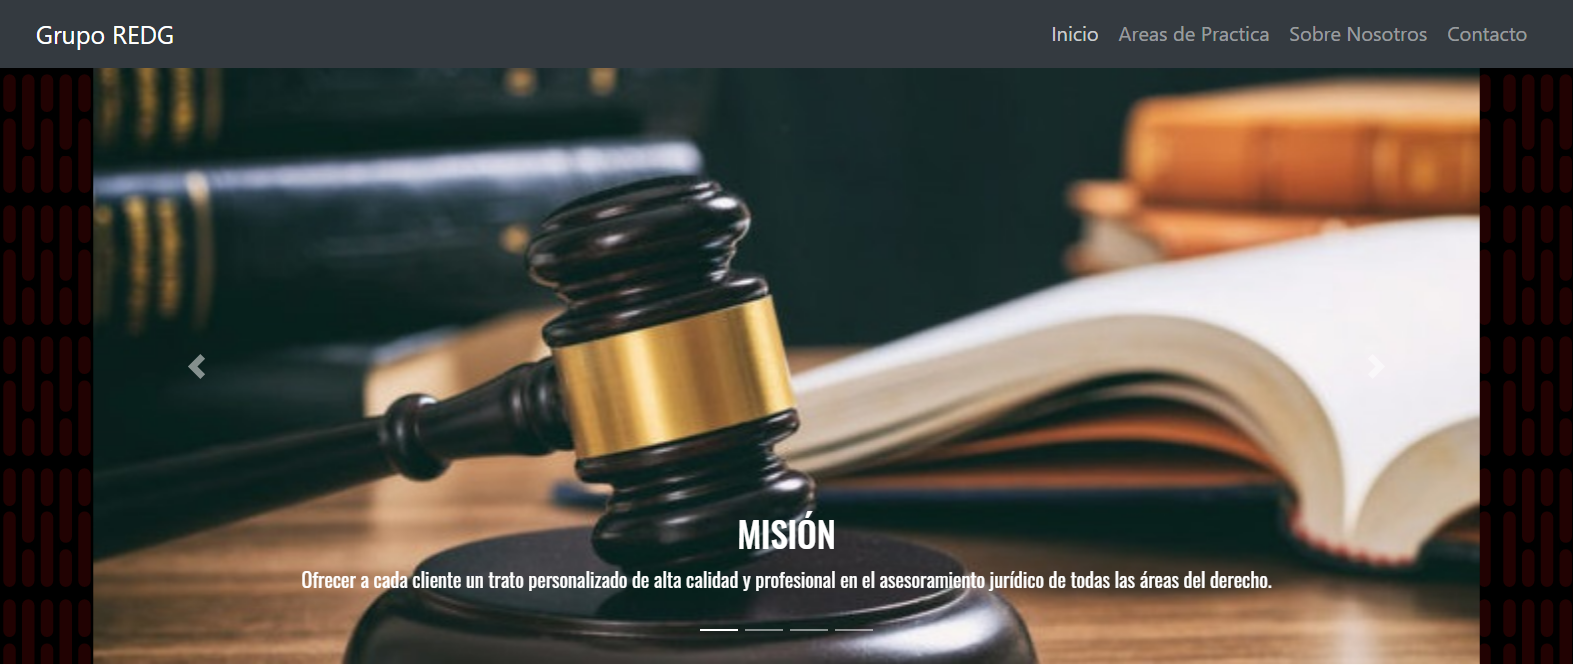 Grupo REDG
Inicio Areas de Practica Sobre Nosotros Contacto
MISIÓN
Ofrecer a cada cliente un trato personalizado de alta calidad y profesional en el asesoramiento jurídico de todas las áreas del derecho.